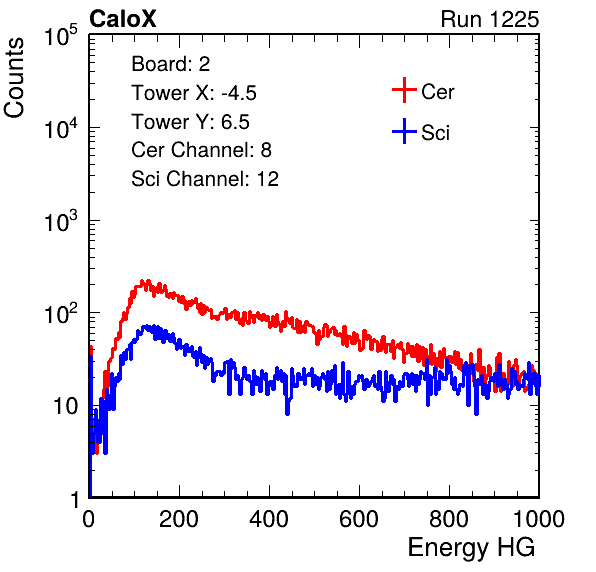 CaloX Run 1225
Counts
10^5
10^4
10^3
10^2
10
1
Board: 2
Tower X: -4.5
Tower Y: 6.5
Cer Channel: 8
Sci Channel: 12
Cer
Sci
0 200 400 600 800 1000
Energy HG